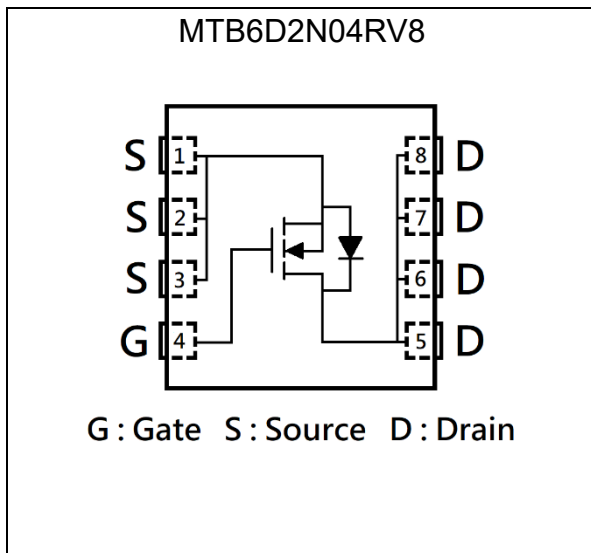 MTB6D2N04RV8
S 1 8 D
S 2 7 D
S 3 6 D
G 4 5 D
G : Gate S : Source D : Drain